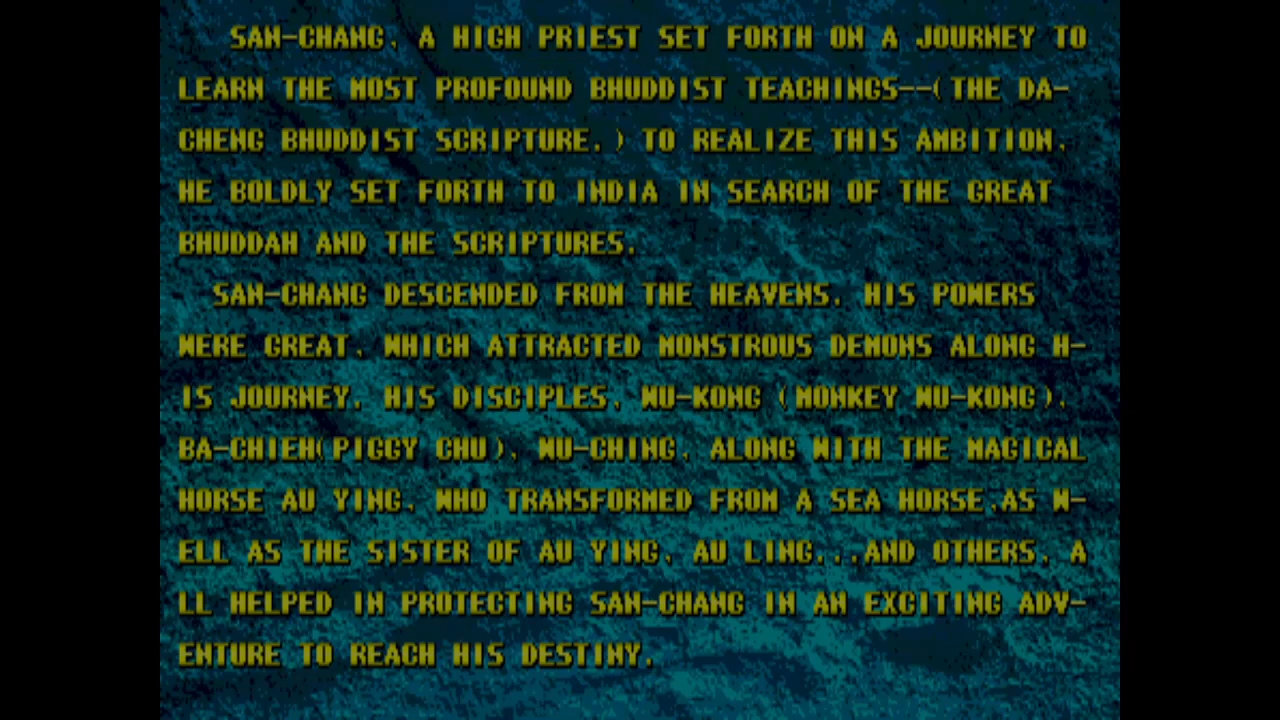 SAN-CHANG, A HIGH PRIEST SET FORTH ON A JOURNEY TO
LEARN THE MOST PROFOUND BHUDDIST TEACHINGS--(THE DA-
CHENG BHUDDIST SCRIPTURE.) TO REALIZE THIS AMBITION,
HE BOLDLY SET FORTH TO INDIA IN SEARCH OF THE GREAT
BHUDDAH AND THE SCRIPTURES.
SAN-CHANG DESCENDED FROM THE HEAVENS. HIS POWERS
WERE GREAT, WHICH ATTRACTED MONSTROUS DEMONS ALONG H-
IS JOURNEY. HIS DISCIPLES, WU-KONG (MONKEY WU-KONG),
BA-CHIEH(PIGGY CHU), WU-CHING, ALONG WITH THE MAGICAL
HORSE AU YING, WHO TRANSFORMED FROM A SEA HORSE,AS W-
ELL AS THE SISTER OF AU YING, AU LING...AND OTHERS, A
LL HELPED IN PROTECTING SAN-CHANG IN AN EXCITING ADV-
ENTURE TO REACH HIS DESTINY.